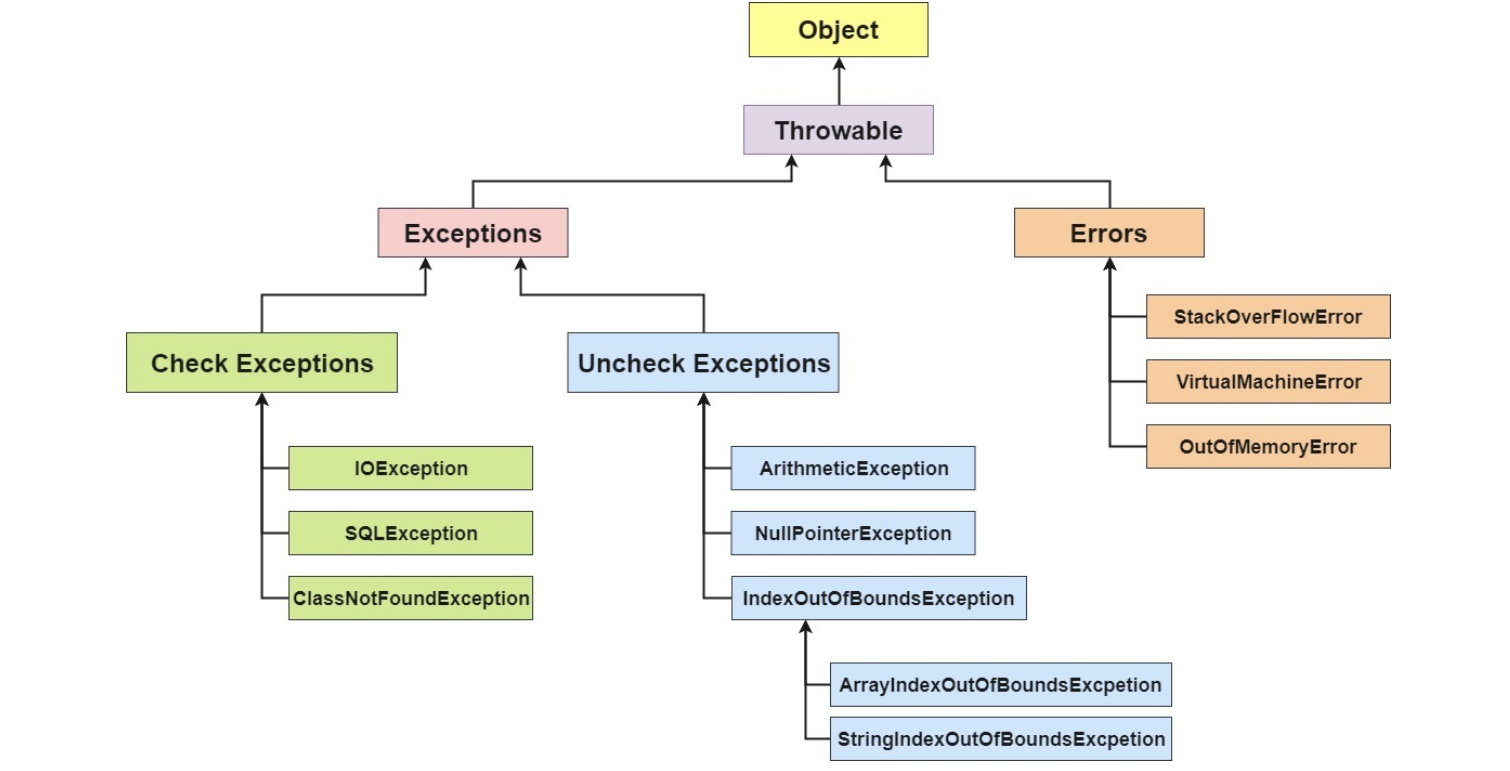 Object
Throwable
Exceptions
Errors
StackOverFlowError
VirtualMachineError
OutOfMemoryError
Check Exceptions
Uncheck Exceptions
IOException
SQLException
ClassNotFoundException
ArithmeticException
NullPointerException
IndexOutOfBoundsException
ArrayIndexOutOfBoundsExcpetion
StringIndexOutOfBoundsExcpetion